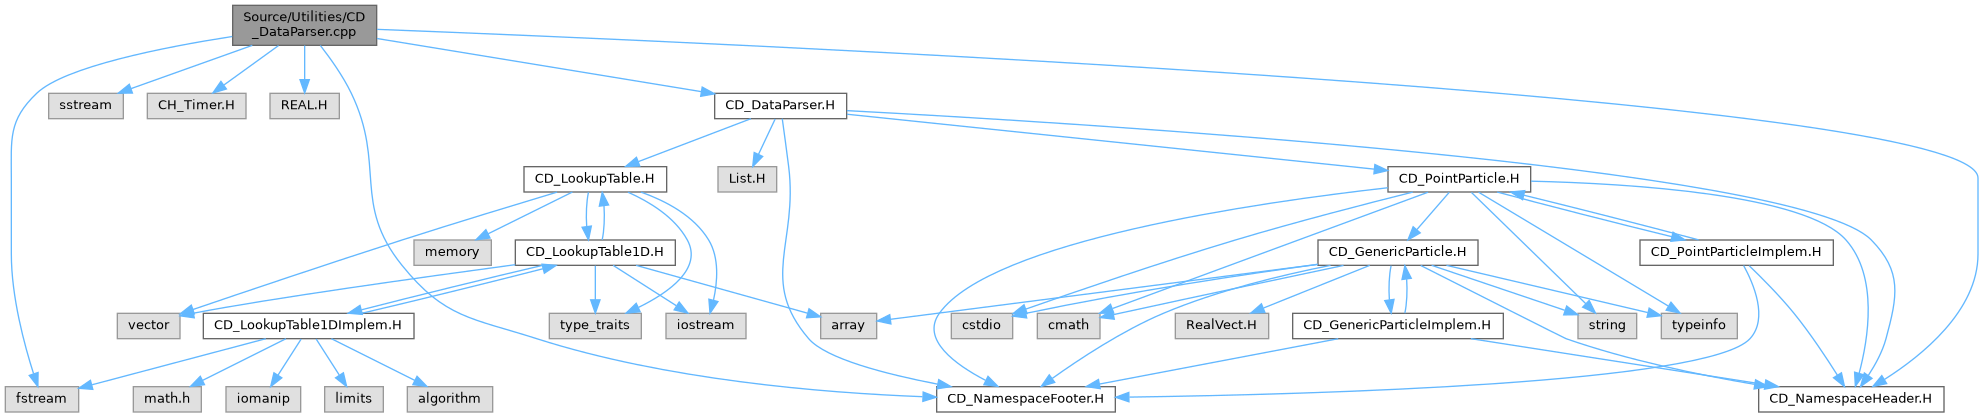 Source/Utilities/CD
_DataParser.cpp
sstream
CH_Timer.H
REAL.H
CD_DataParser.H
CD_LookupTable.H
List.H
CD_PointParticle.H
memory
CD_LookupTable1D.H
CD_GenericParticle.H
CD_PointParticleImplem.H
vector
CD_LookupTable1DImplem.H
type_traits
iostream
array
cstdio
cmath
RealVect.H
CD_GenericParticleImplem.H
string
typeinfo
fstream
math.h
iomanip
limits
algorithm
CD_NamespaceFooter.H
CD_NamespaceHeader.H